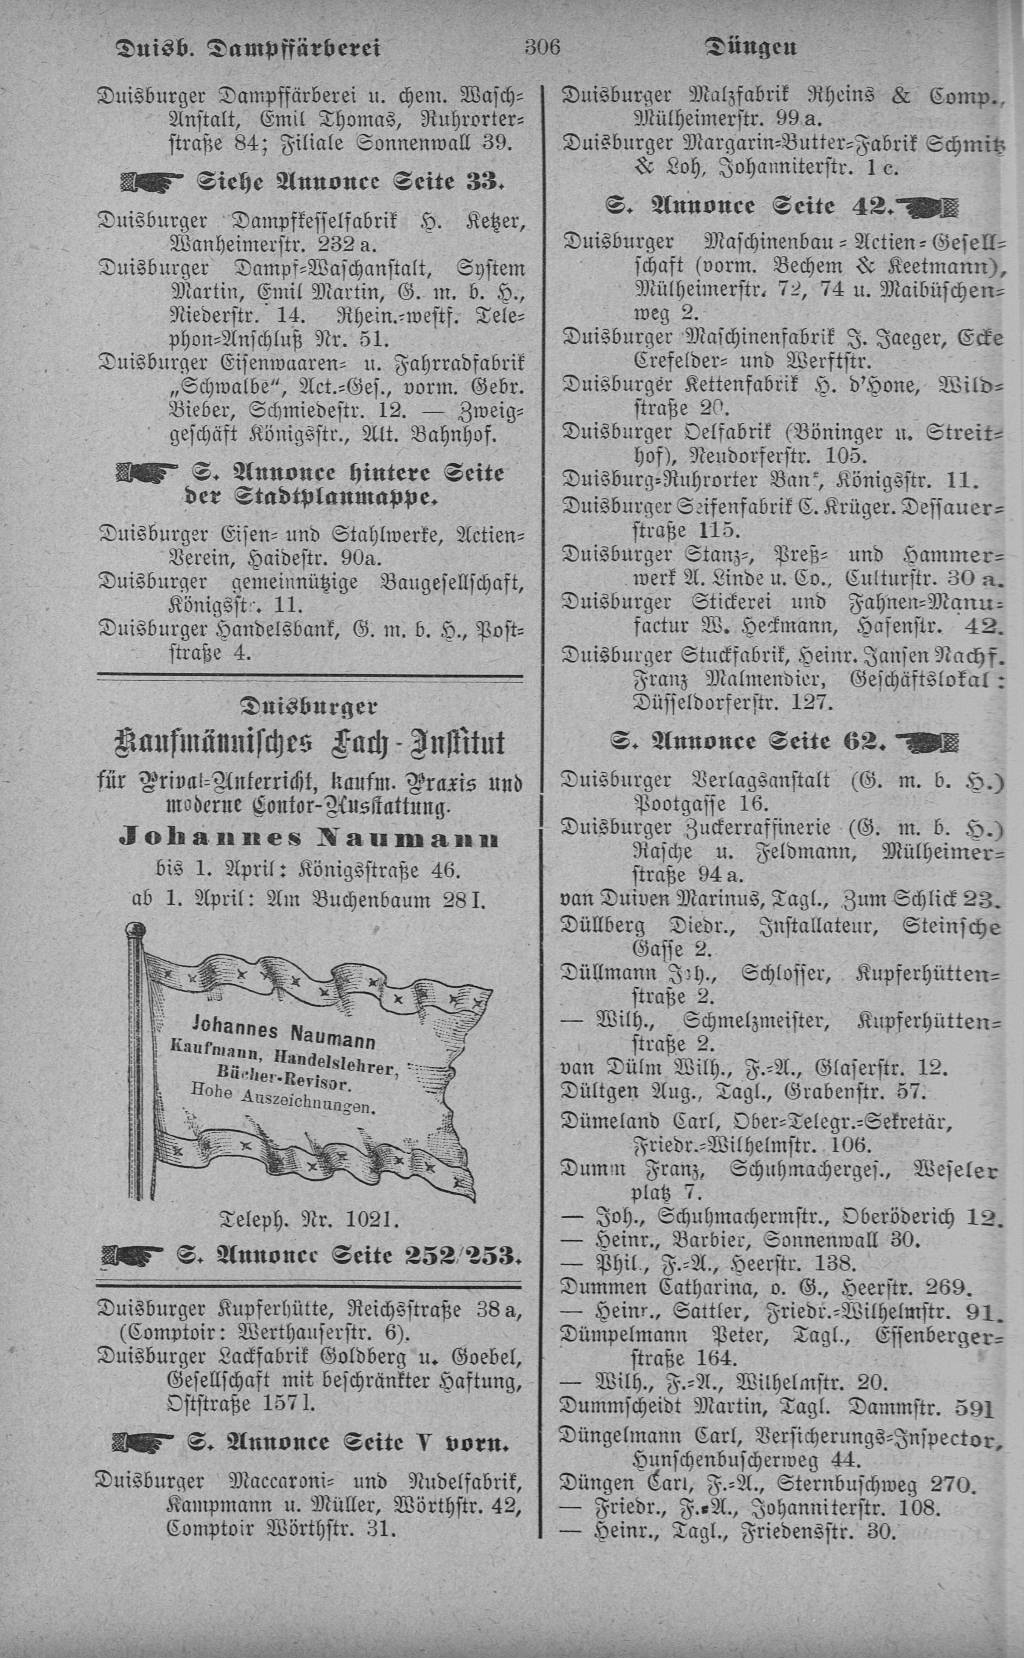 Duisb. Dampffärberei
306
Düngen
Duisburger Dampffärberei u. chem. Wasch-
Anstalt, Emil Thomas, Ruhrorter-
straße 84; Filiale Sonnenwall 39.
Siehe Annonce Seite 33.
Duisburger Dampfkesselfabrik H. Ketzer,
Wanheimerstr. 232 a.
Duisburger Dampf-Waschanstalt, System
Martin, Emil Martin, G. m. b. H.,
Niederstr. 14. Rhein.-westf. Tele-
phon-Anschluß Nr. 51.
Duisburger Eisenwaaren- u. Fahrradfabrik
„Schwalbe“, Act.-Ges., vorm. Gebr.
Bieber, Schmiedestr. 12. — Zweig-
geschäft Königsstr., Alt. Bahnhof.
S. Annonce hintere Seite
der Stadtplanmappe.
Duisburger Eisen- und Stahlwerke, Actien-
Verein, Haidestr. 90a.
Duisburger gemeinnützige Baugesellschaft,
Königsstr. 11.
Duisburger Handelsbank, G. m. b. H., Post-
straße 4.
Duisburger
Kaufmännisches Fach-Institut
für Privat-Unterricht, kaufm. Praxis und
moderne Contor-Ausstattung.
Johannes Naumann
bis 1. April: Königsstraße 46.
ab 1. April: Am Buchenbaum 28 I.
Johannes Naumann
Kaufmann, Handelslehrer,
Bücher-Revisor.
Hohe Auszeichnungen.
Teleph. Nr. 1021.
S. Annonce Seite 252/253.
Duisburger Kupferhütte, Reichsstraße 38 a,
(Comptoir: Werthauserstr. 6).
Duisburger Lackfabrik Goldberg u. Goebel,
Gesellschaft mit beschränkter Haftung,
Oststraße 157 l.
S. Annonce Seite V vorn.
Duisburger Maccaroni- und Nudelfabrik,
Kampmann u. Müller, Wörthstr. 42,
Comptoir Wörthstr. 31.
Duisburger Malzfabrik Rheins & Comp.,
Mülheimerstr. 99 a.
Duisburger Margarin-Butter-Fabrik Schmitz
& Loh, Johanniterstr. 1 c.
S. Annonce Seite 42.
Duisburger Maschinenbau-Actien-Gesell-
schaft (vorm. Bechem & Keetmann),
Mülheimerstr. 72, 74 u. Maibüschen-
weg 2.
Duisburger Maschinenfabrik J. Jaeger, Ecke
Crefelder- und Werftstr.
Duisburger Kettenfabrik H. d'Hone, Wild-
straße 20.
Duisburger Oelfabrik (Böninger u. Streit-
hof), Neudorferstr. 105.
Duisburg-Ruhrorter Bank, Königsstr. 11.
Duisburger Seifenfabrik C. Krüger. Dessauer-
straße 115.
Duisburger Stanz-, Preß- und Hammer-
werk A. Linde u. Co., Culturstr. 30 a.
Duisburger Stickerei und Fahnen-Manu-
factur W. Heckmann, Hafenstr. 42.
Duisburger Stuckfabrik, Heinr. Jansen Nachf.
Franz Malmendier, Geschäftslokal:
Düsseldorferstr. 127.
S. Annonce Seite 62.
Duisburger Verlagsanstalt (G. m. b. H.)
Pootgasse 16.
Duisburger Zuckerraffinerie (G. m. b. H.)
Rasche u. Feldmann, Mülheimer-
straße 94 a.
van Duiven Marinus, Tagl., Zum Schlick 23.
Düllberg Diedr., Installateur, Steinsche
Gasse 2.
Düllmann Joh., Schlosser, Kupferhütten-
straße 2.
— Wilh., Schmelzmeister, Kupferhütten-
straße 2.
van Dülm Wilh., F.-A., Glaserstr. 12.
Dültgen Aug., Tagl., Grabenstr. 57.
Dümeland Carl, Ober-Telegr.-Sekretär,
Friedr.-Wilhelmstr. 106.
Dumm Franz, Schuhmacherges., Weseler
platz 7.
— Joh., Schuhmachermstr., Oberöderich 12.
— Heinr., Barbier, Sonnenwall 30.
— Phil., F.-A., Heerstr. 138.
Dummen Catharina, o. G., Heerstr. 269.
— Heinr., Sattler, Friedr.-Wilhelmstr. 91.
Dümpelmann Peter, Tagl., Essenberger-
straße 164.
— Wilh., F.-A., Wilhelmstr. 20.
Dummscheidt Martin, Tagl. Dammstr. 591
Düngelmann Carl, Versicherungs-Inspector,
Hunschenbuscherweg 44.
Düngen Carl, F.-A., Sternbuschweg 270.
— Friedr., F.-A., Johanniterstr. 108.
— Heinr., Tagl., Friedensstr. 30.